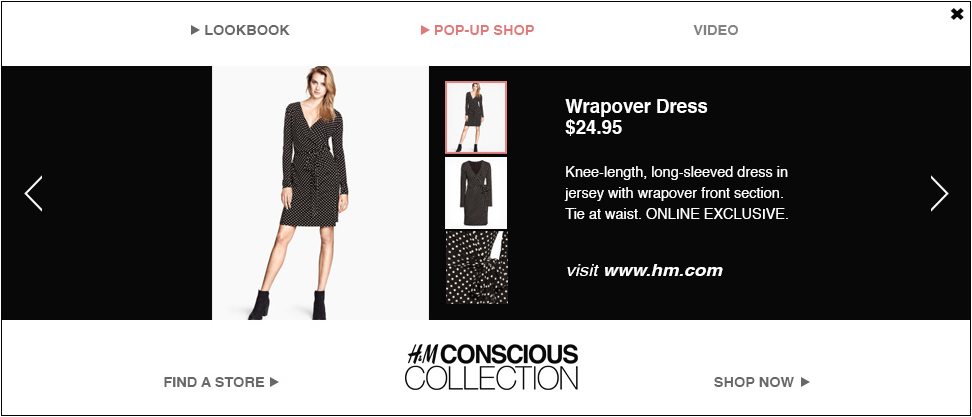 LOOKBOOK
POP-UP SHOP
VIDEO
Wrapover Dress
$24.95
Knee-length, long-sleeved dress in
jersey with wrapover front section.
Tie at waist. ONLINE EXCLUSIVE.
visit www.hm.com
H&M CONSCIOUS
COLLECTION
FIND A STORE
SHOP NOW